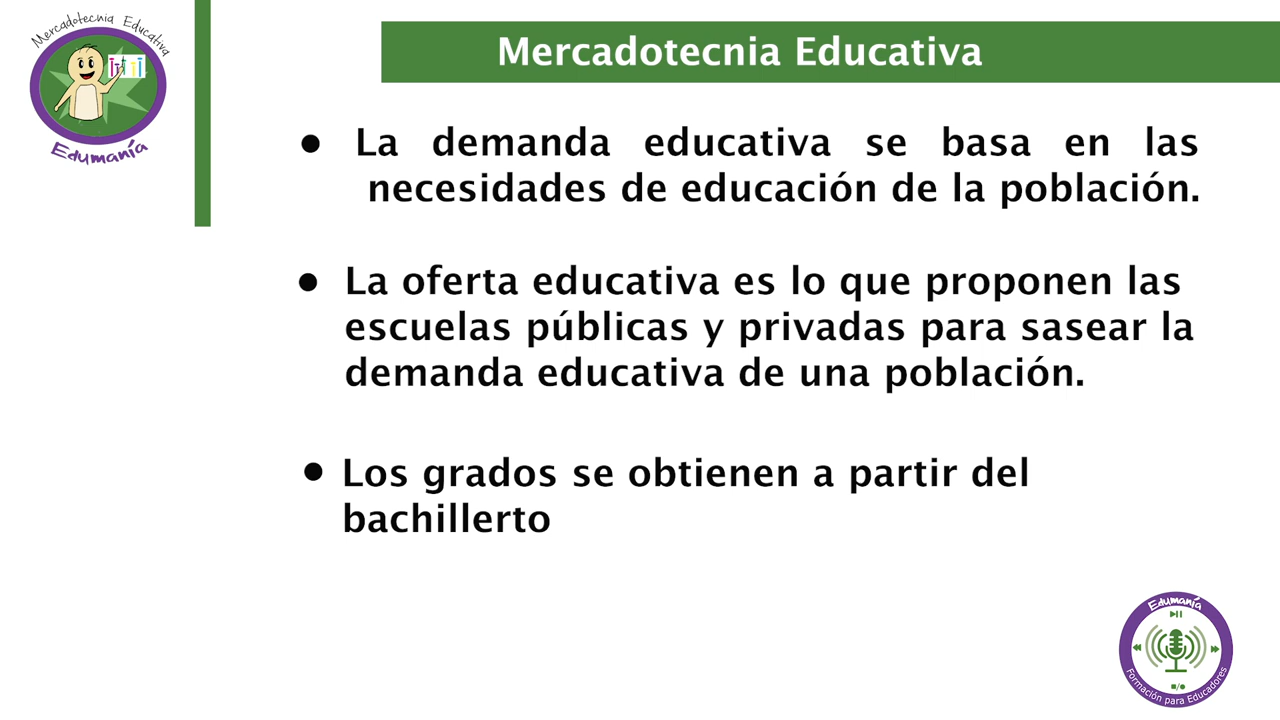 Mercadotecnia Educativa
Edumanía
Mercadotecnia Educativa
● La demanda educativa se basa en las
necesidades de educación de la población.
● La oferta educativa es lo que proponen las
escuelas públicas y privadas para sasear la
demanda educativa de una población.
● Los grados se obtienen a partir del
bachillerto
Edumanía
Formación para Educadores